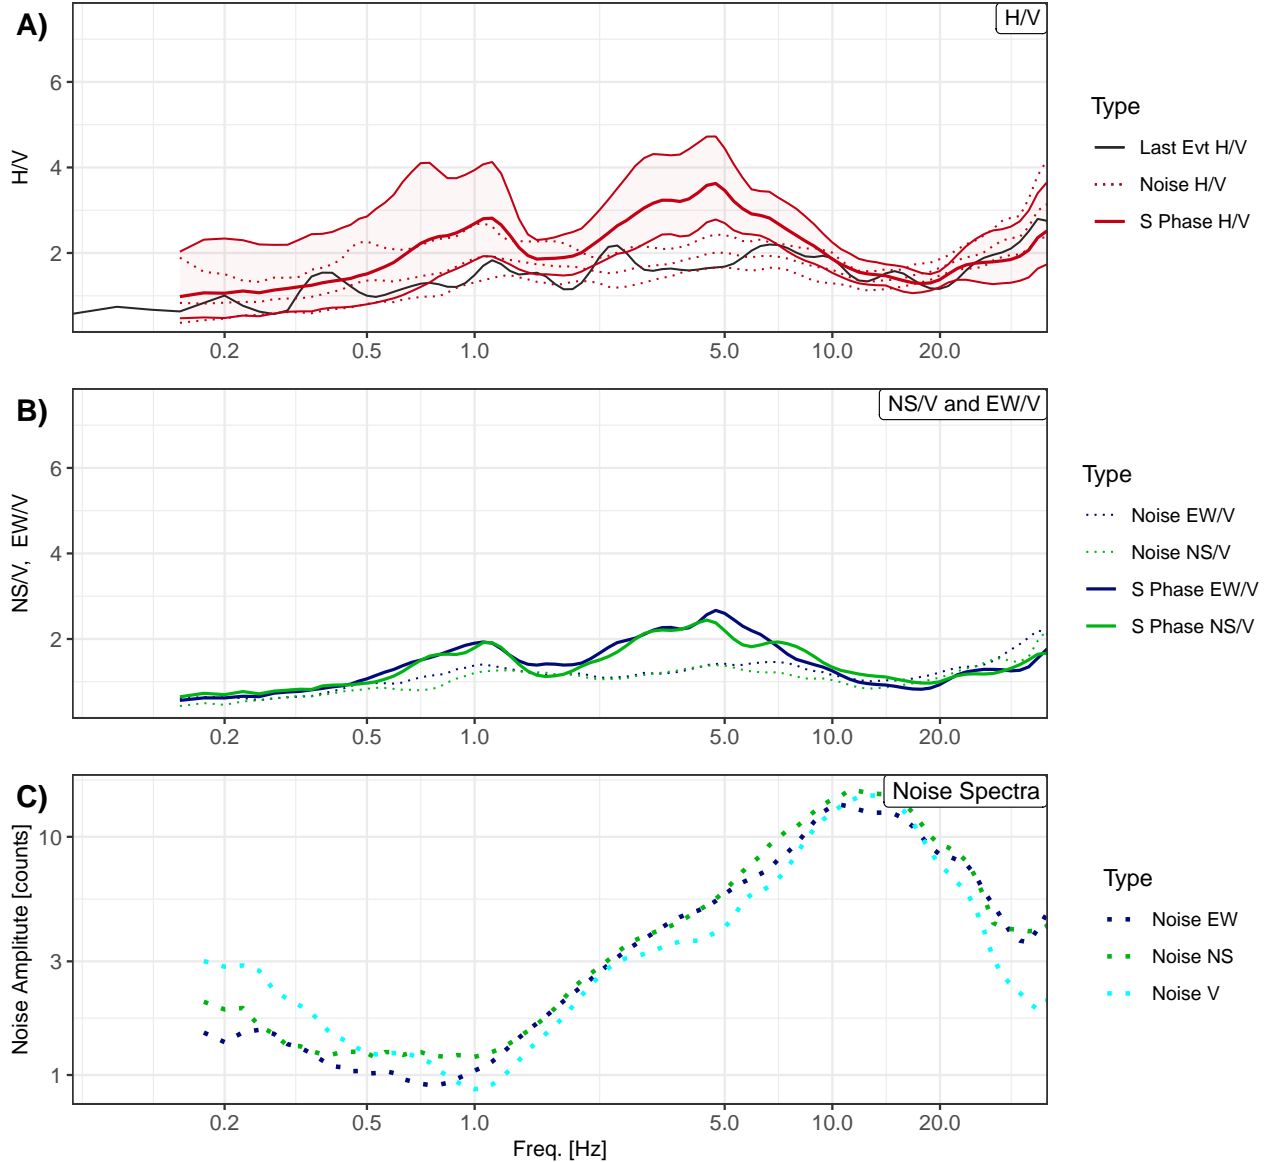 A)
H/V
H/V
6
4
2
0.2 0.5 1.0 5.0 10.0 20.0
Type
Last Evt H/V
Noise H/V
S Phase H/V
B)
NS/V and EW/V
NS/V, EW/V
6
4
2
0.2 0.5 1.0 5.0 10.0 20.0
Type
Noise EW/V
Noise NS/V
S Phase EW/V
S Phase NS/V
C)
Noise Spectra
Noise Amplitute [counts]
10
3
1
0.2 0.5 1.0 5.0 10.0 20.0
Freq. [Hz]
Type
Noise EW
Noise NS
Noise V